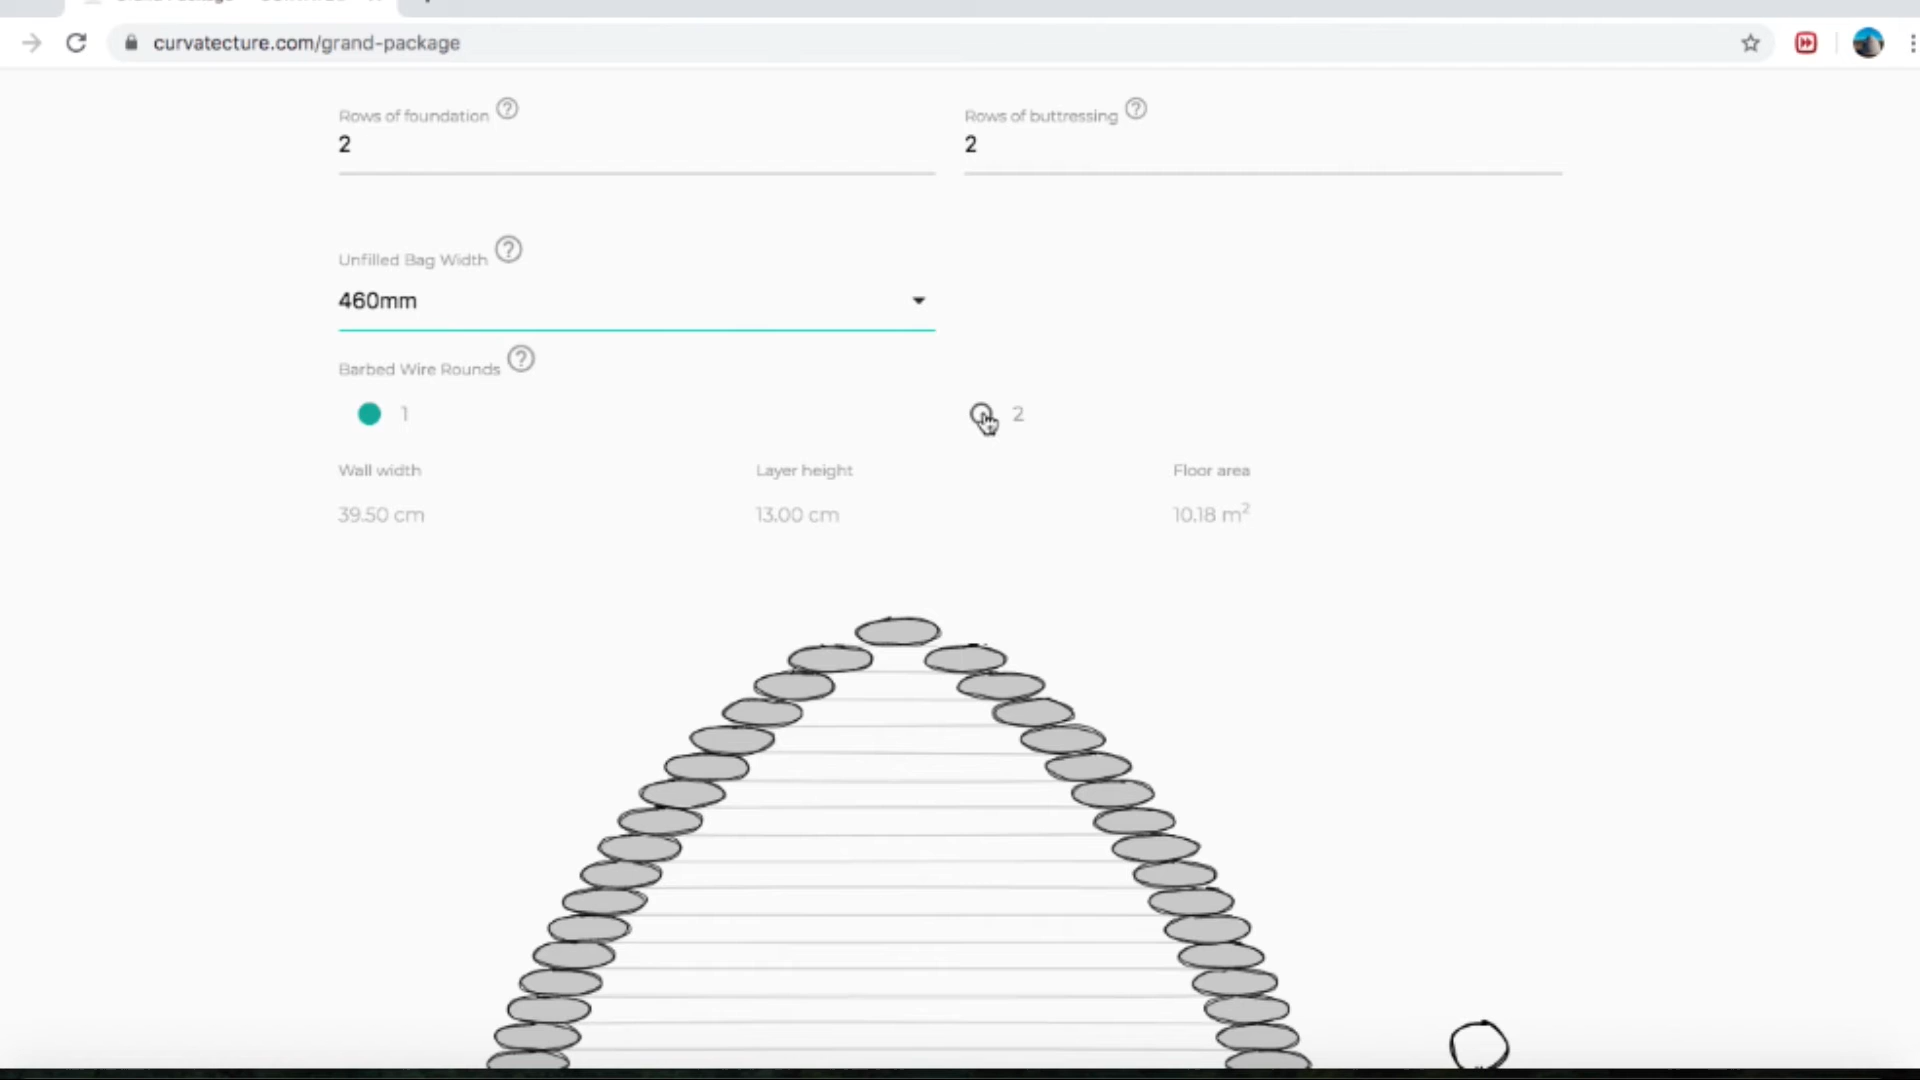 curvatecture.com/grand-package
Rows of foundation ?
Rows of buttressing ?
2
2
Unfilled Bag Width ?
460mm
Barbed Wire Rounds ?
1
2
Wall width
Layer height
Floor area
39.50 cm
13.00 cm
10.18 m²